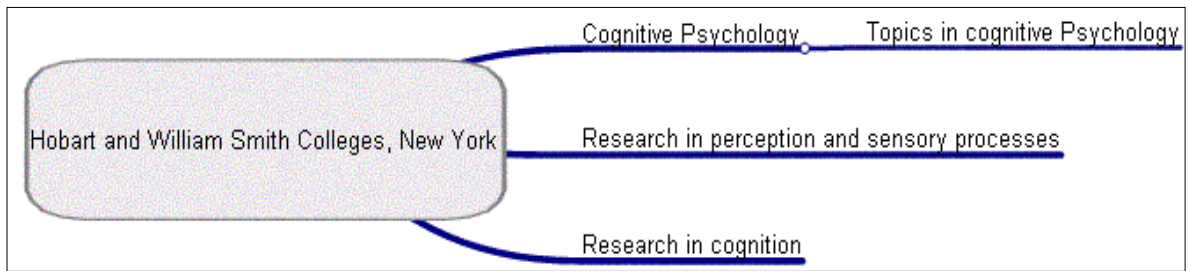 Cognitive Psychology
Topics in cognitive Psychology
Hobart and William Smith Colleges, New York
Research in perception and sensory processes
Research in cognition